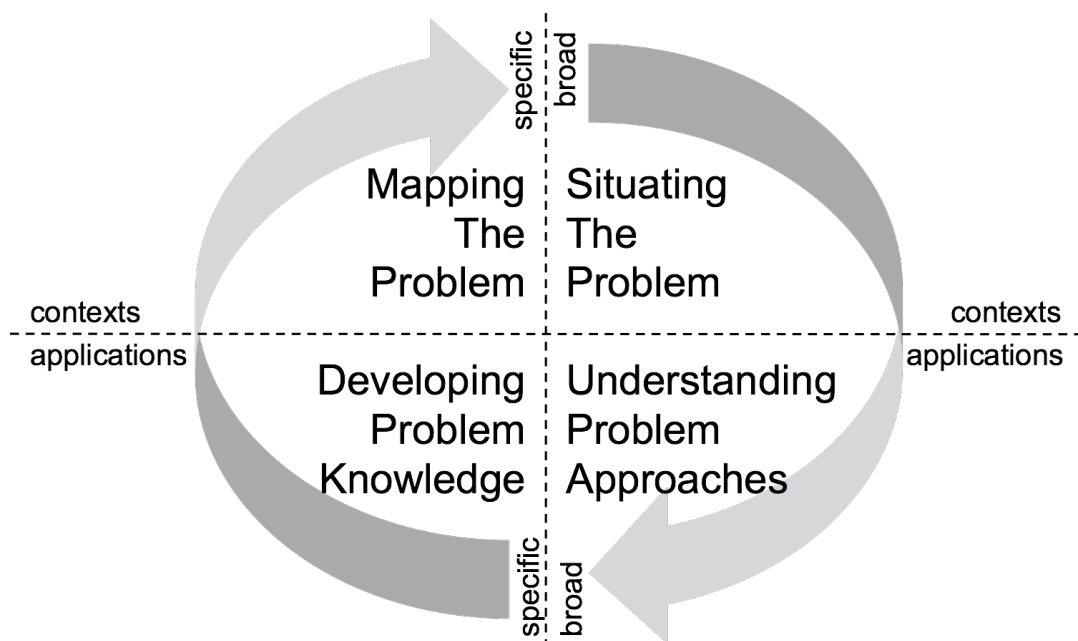 specific
broad
Mapping
The
Problem
Situating
The
Problem
contexts
applications
contexts
applications
Developing
Problem
Knowledge
Understanding
Problem
Approaches
specific
broad